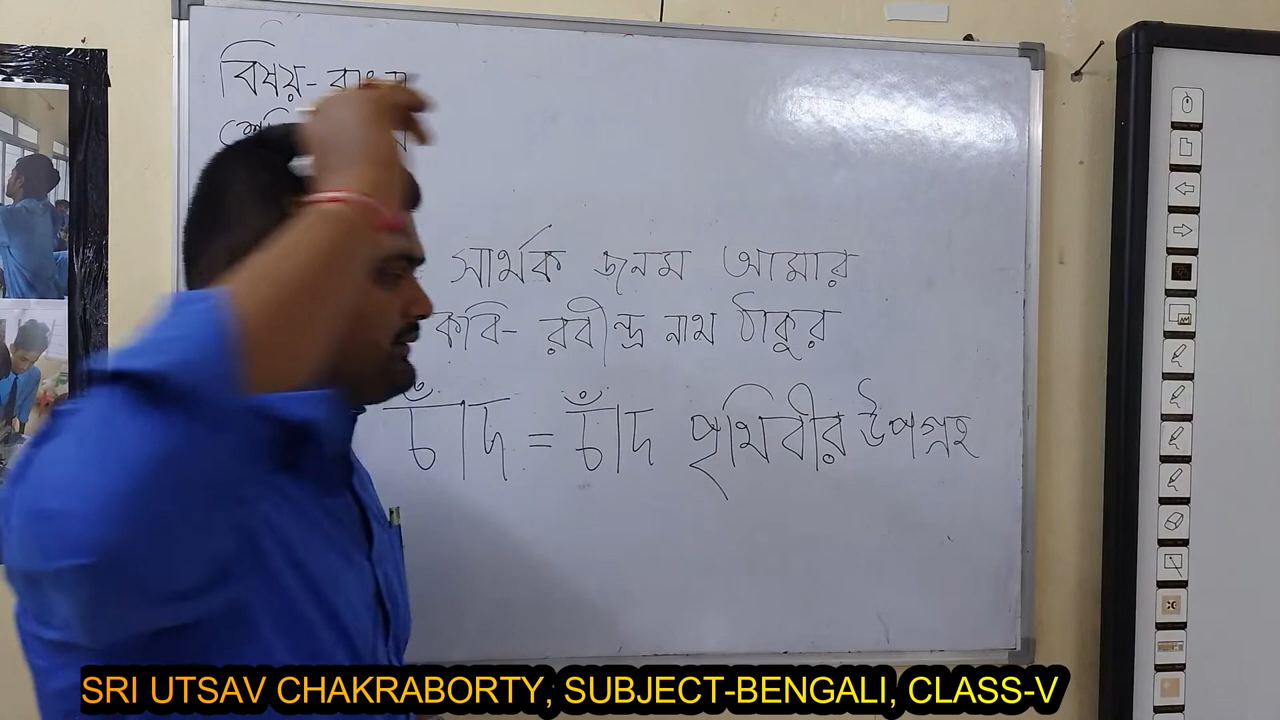 বিষয়- বাংলা
সার্থক জনম আমার
কবি- রবীন্দ্র নাথ ঠাকুর
চাঁদ = চাঁদ পৃথিবীর উপগ্রহ
SRI UTSAV CHAKRABORTY, SUBJECT-BENGALI, CLASS-V